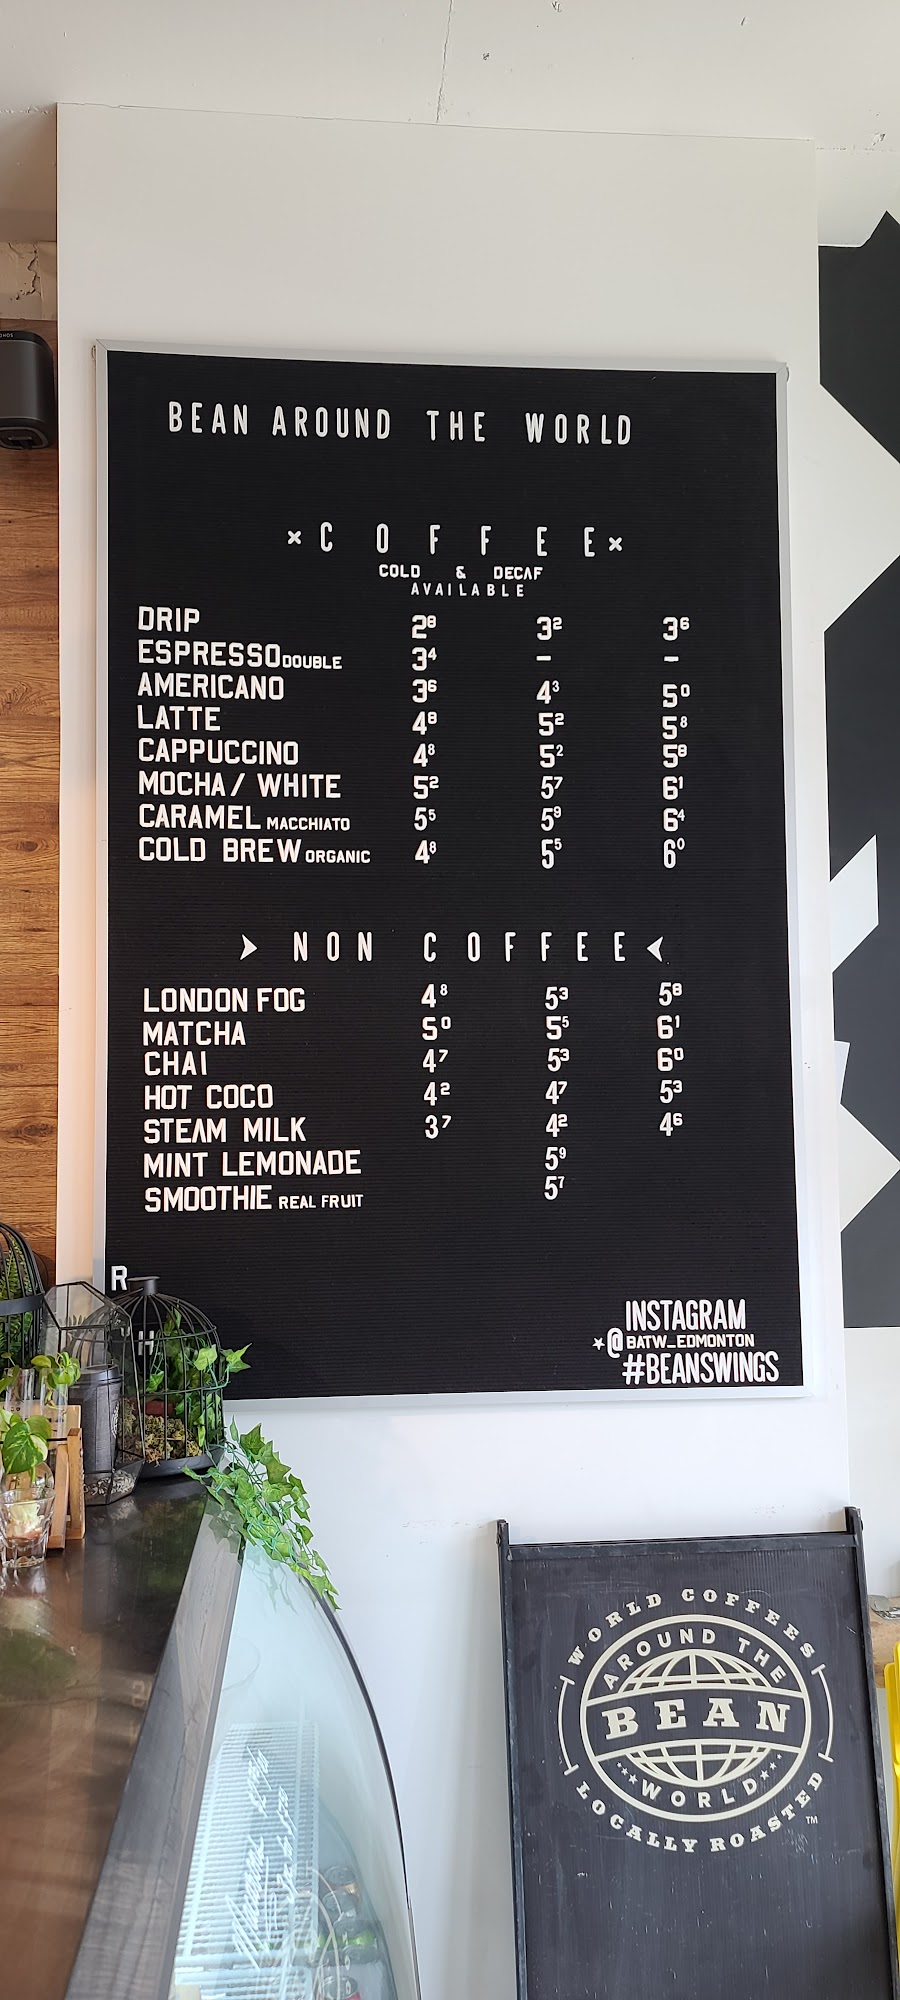 BEAN AROUND THE WORLD
×COFFEE×
COLD & DECAF
AVAILABLE
DRIP 2⁸ 3² 3⁶
ESPRESSO DOUBLE 3⁴ – –
AMERICANO 3⁶ 4³ 5⁰
LATTE 4⁸ 5² 5⁸
CAPPUCCINO 4⁸ 5² 5⁸
MOCHA/ WHITE 5² 5⁷ 6¹
CARAMEL MACCHIATO 5⁵ 5⁹ 6⁴
COLD BREW ORGANIC 4⁸ 5⁵ 6⁰
NON COFFEE
LONDON FOG 4⁸ 5³ 5⁸
MATCHA 5⁰ 5⁵ 6¹
CHAI 4⁷ 5³ 6⁰
HOT COCO 4² 4⁷ 5³
STEAM MILK 3⁷ 4² 4⁶
MINT LEMONADE 5⁹
SMOOTHIE REAL FRUIT 5⁷
R
H
INSTAGRAM
@BATW_EDMONTON
#BEANSWINGS
WORLD COFFEES
AROUND THE
BEAN
WORLD
LOCALLY ROASTED™